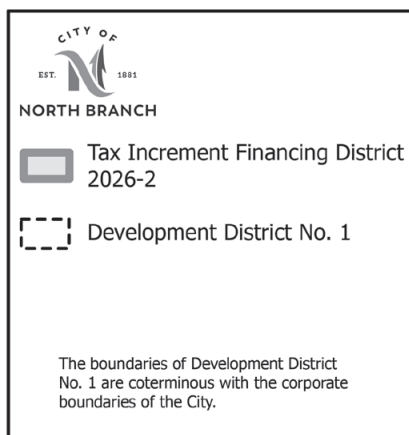 CITY OF
EST. 1881
NORTH BRANCH
Tax Increment Financing District
2026-2
Development District No. 1
The boundaries of Development District
No. 1 are coterminous with the corporate
boundaries of the City.